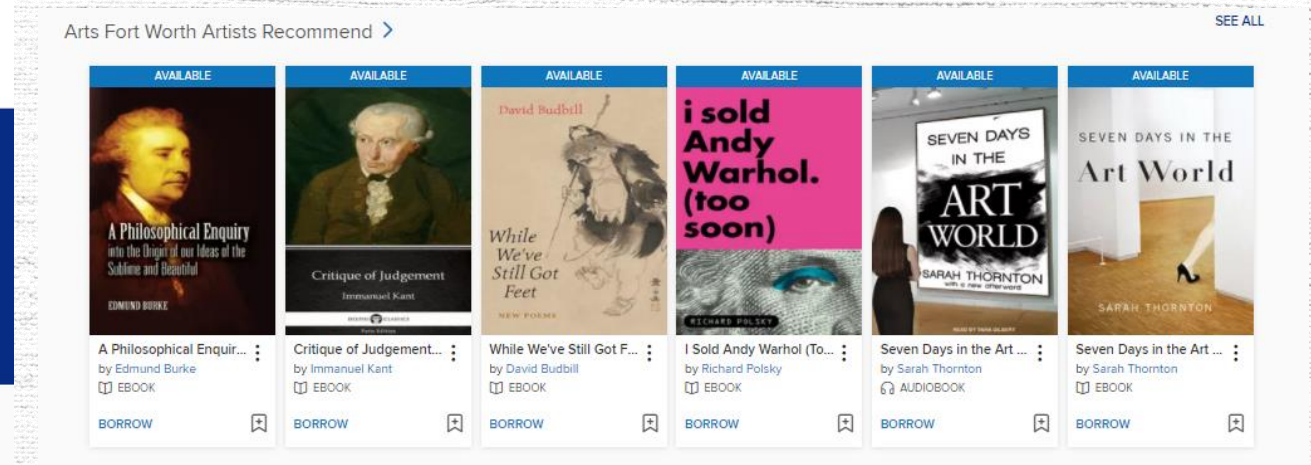 Arts Fort Worth Artists Recommend >
SEE ALL
AVAILABLE
A Philosophical Enquiry
into the Origin of our Ideas of the
Sublime and Beautiful
EDMUND BURKE
A Philosophical Enquir...
by Edmund Burke
EBOOK
BORROW
AVAILABLE
Critique of Judgement
Immanuel Kant
Critique of Judgement...
by Immanuel Kant
EBOOK
BORROW
AVAILABLE
David Budbill
While
We've
Still Got
Feet
NEW POEMS
While We've Still Got F...
by David Budbill
EBOOK
BORROW
AVAILABLE
i sold
Andy
Warhol.
(too
soon)
RICHARD POLSKY
I Sold Andy Warhol (To...
by Richard Polsky
EBOOK
BORROW
AVAILABLE
SEVEN DAYS
IN THE
ART
WORLD
SARAH THORNTON
with a new afterword
READ BY TAVIA GILBERT
Seven Days in the Art ...
by Sarah Thornton
AUDIOBOOK
BORROW
AVAILABLE
SEVEN DAYS IN THE
Art World
SARAH THORNTON
Seven Days in the Art ...
by Sarah Thornton
EBOOK
BORROW